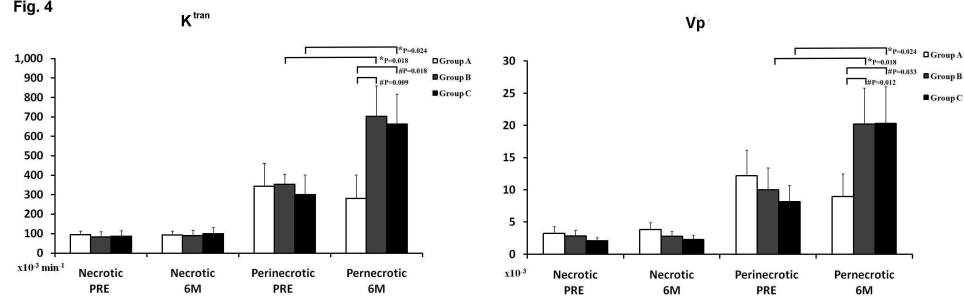 Fig. 4
K tran
*P=0.024
*P=0.018
#P=0.018
#P=0.009
Group A
Group B
Group C
1,000
900
800
700
600
500
400
300
200
100
0
x10-3 min-1
Necrotic PRE
Necrotic 6M
Perinecrotic PRE
Pernecrotic 6M
Vp
*P=0.024
*P=0.018
#P=0.033
#P=0.012
Group A
Group B
Group C
30
25
20
15
10
5
0
x10-3
Necrotic PRE
Necrotic 6M
Perinecrotic PRE
Pernecrotic 6M